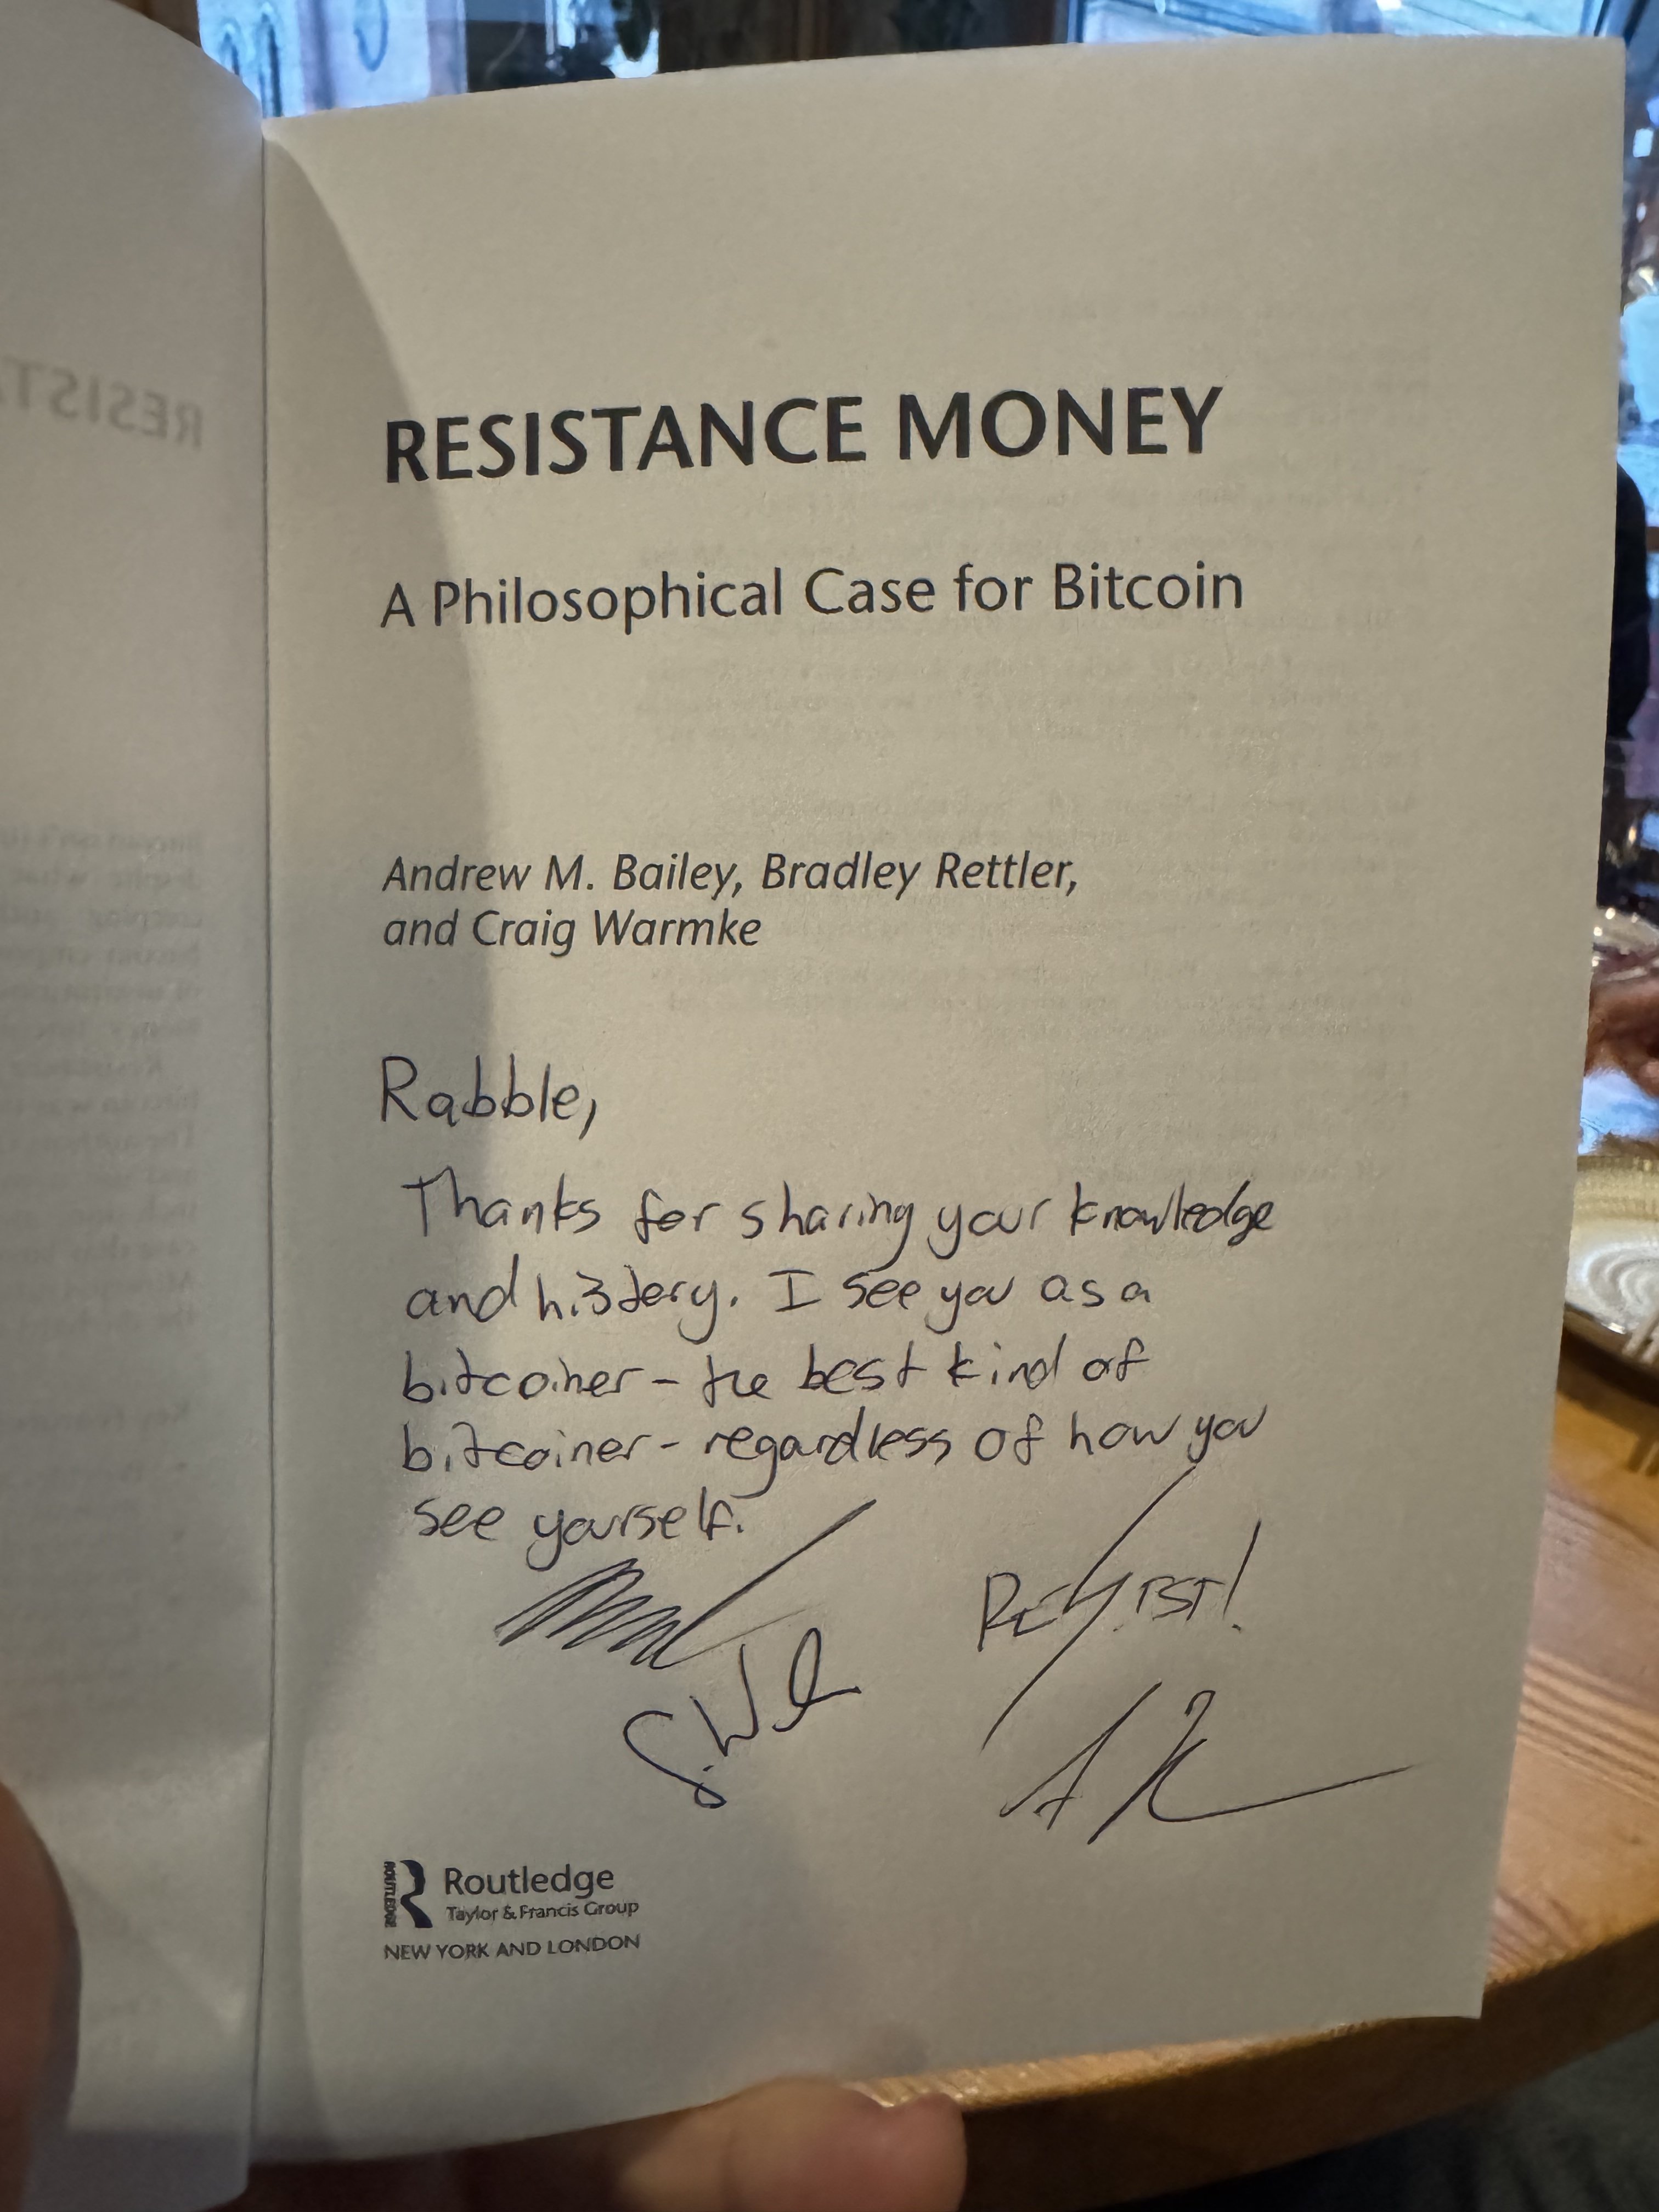 RESISTANCE MONEY
A Philosophical Case for Bitcoin
Andrew M. Bailey, Bradley Rettler,
and Craig Warmke
Rabble,
Thanks for sharing your knowledge
and history. I see you as a
bitcoiner - the best kind of
bitcoiner - regardless of how you
see yourself.
RESIST!
ROUTLEDGE
Routledge
Taylor & Francis Group
NEW YORK AND LONDON